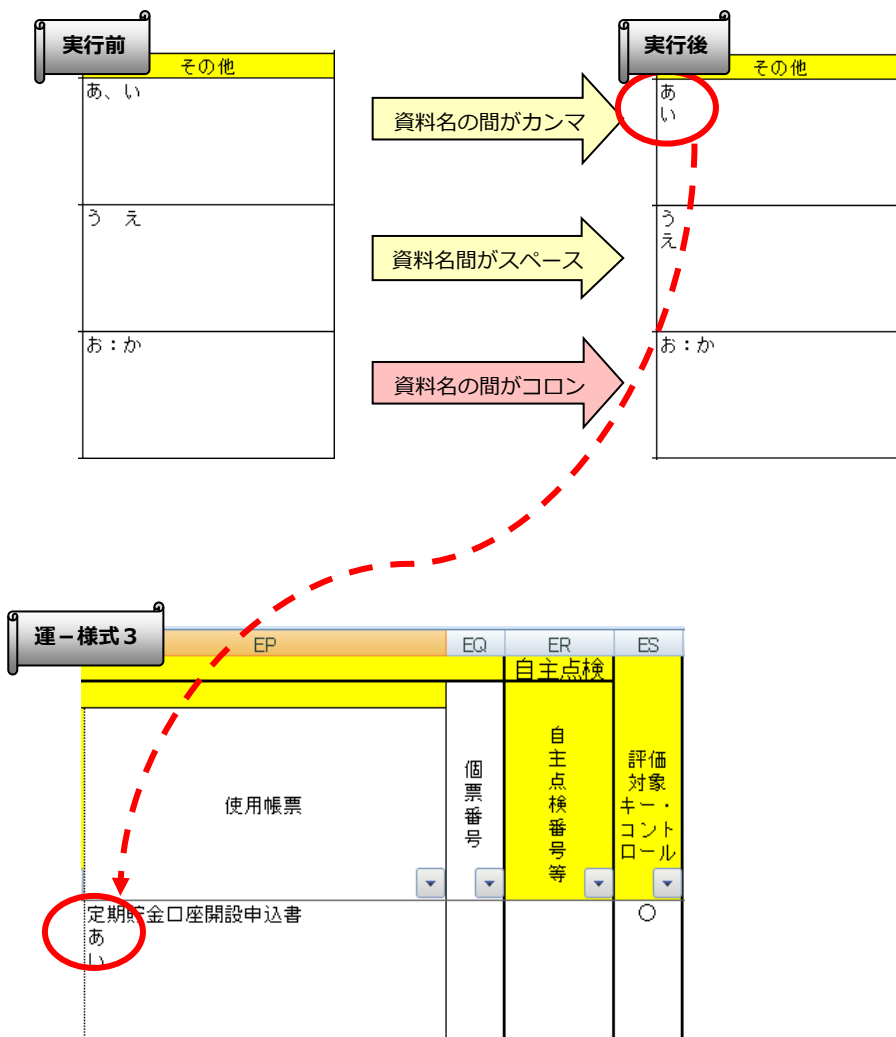 実行前
その他
あ、い
う　え
お：か
資料名の間がカンマ
資料名間がスペース
資料名の間がコロン
実行後
その他
あ
い
う
え
お：か
運－様式３
EP
EQ
ER
ES
自主点検
使用帳票
個票番号
自主点検番号等
評価
対象
キー・
コント
ロール
定期貯金口座開設申込書
あ
い
○